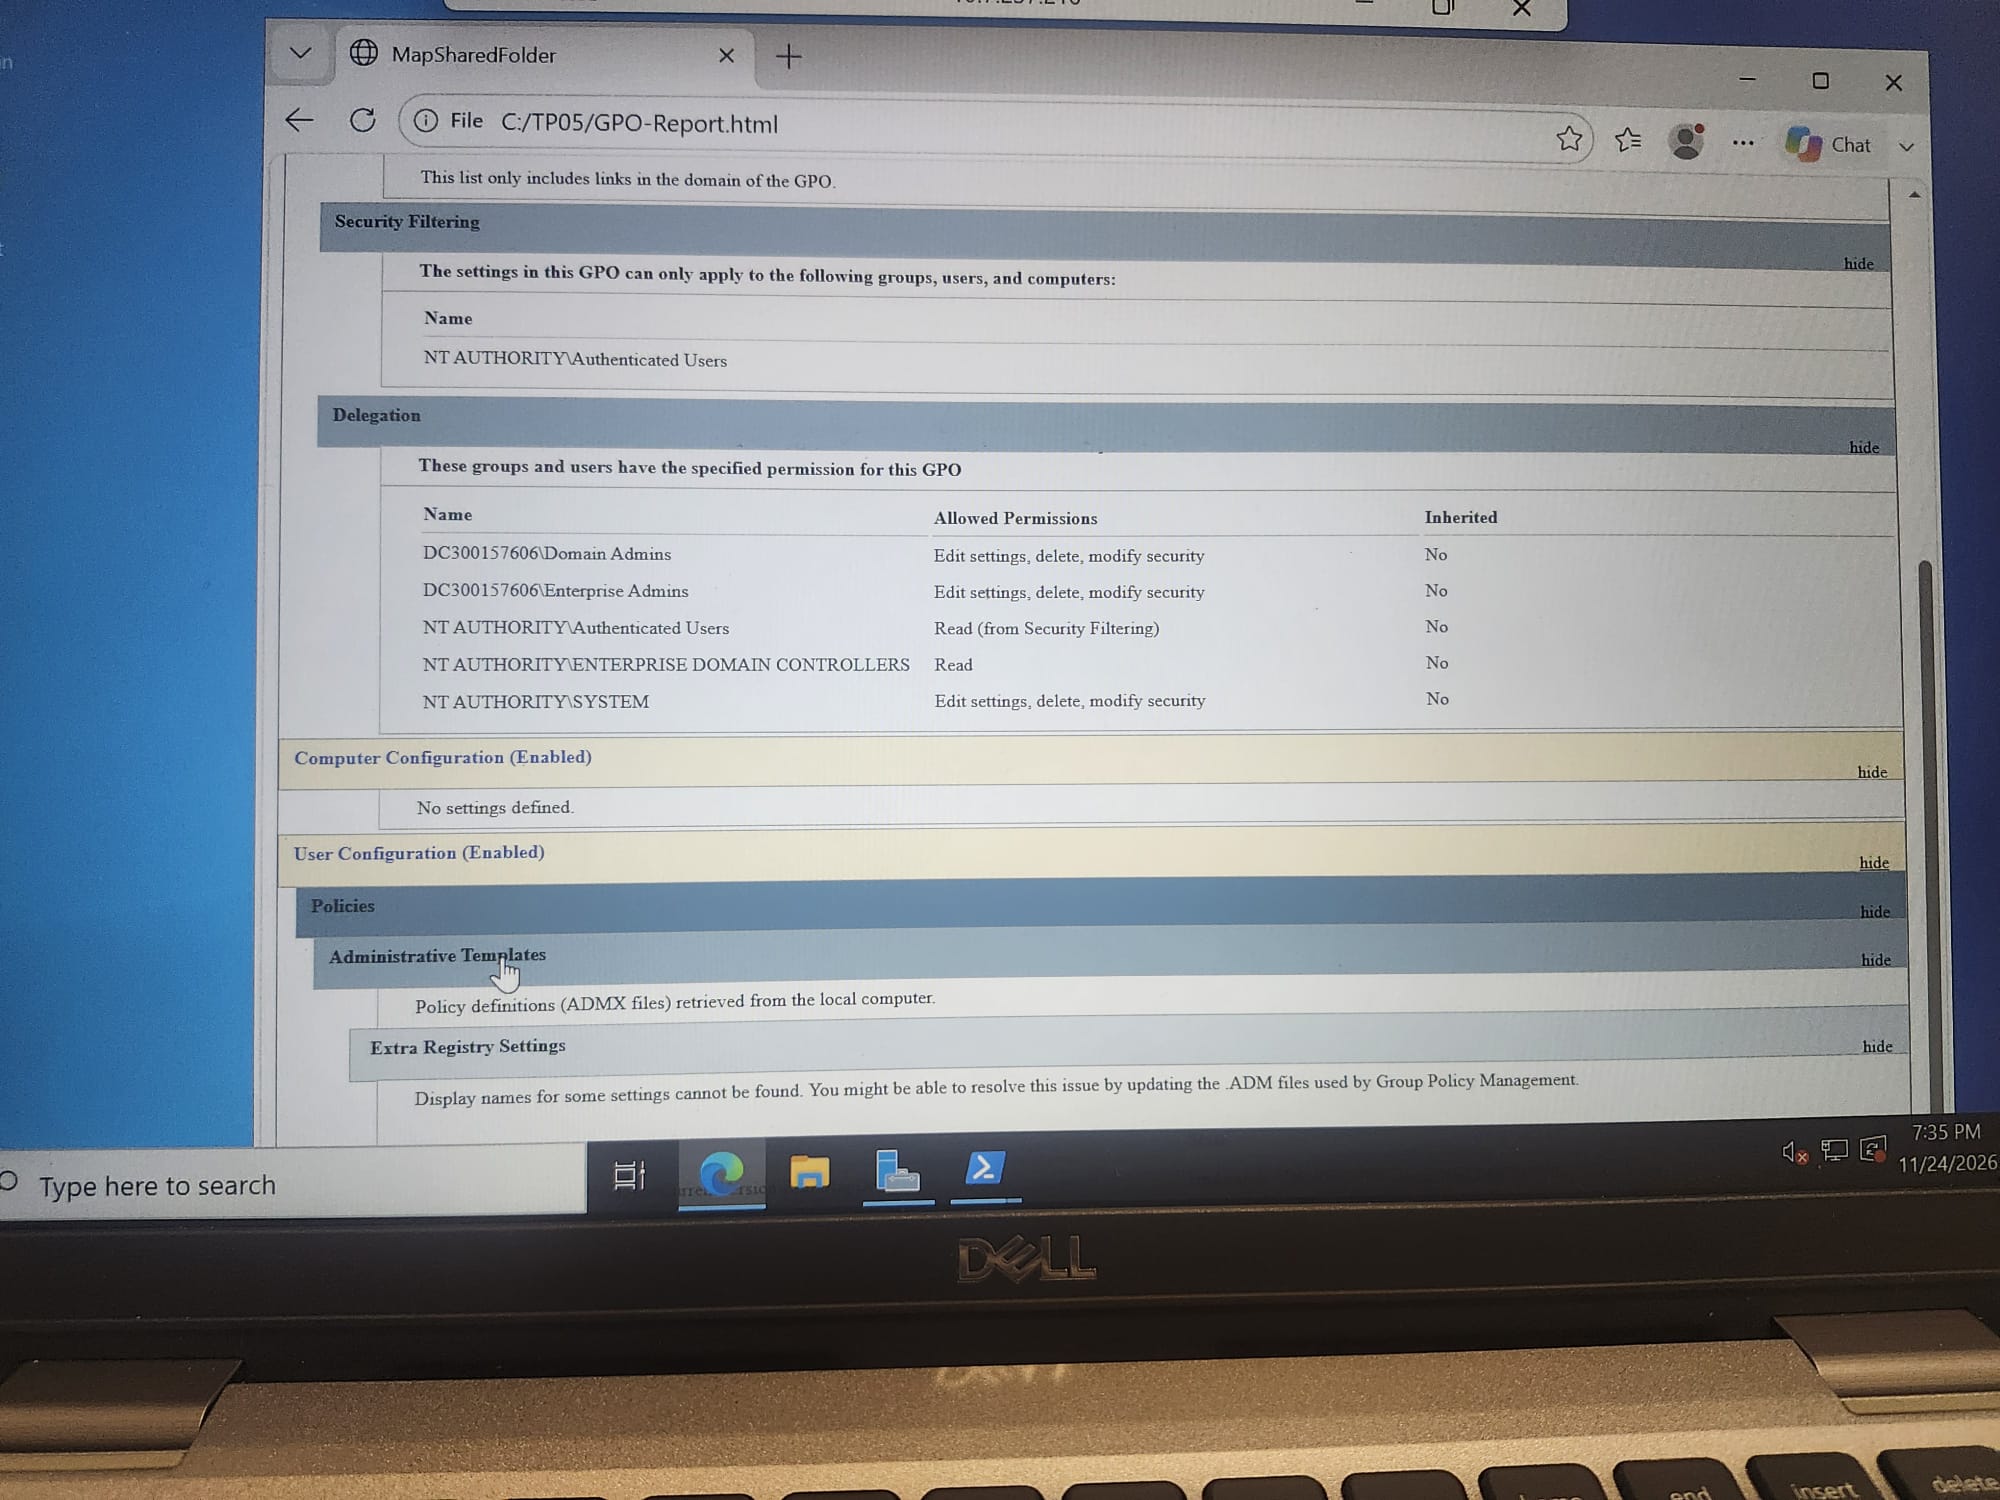 MapSharedFolder
File C:/TP05/GPO-Report.html
Chat
This list only includes links in the domain of the GPO.
Security Filtering
hide
The settings in this GPO can only apply to the following groups, users, and computers:
Name
NT AUTHORITY\Authenticated Users
Delegation
hide
These groups and users have the specified permission for this GPO
Name Allowed Permissions Inherited
DC300157606\Domain Admins Edit settings, delete, modify security No
DC300157606\Enterprise Admins Edit settings, delete, modify security No
NT AUTHORITY\Authenticated Users Read (from Security Filtering) No
NT AUTHORITY\ENTERPRISE DOMAIN CONTROLLERS Read No
NT AUTHORITY\SYSTEM Edit settings, delete, modify security No
Computer Configuration (Enabled)
hide
No settings defined.
User Configuration (Enabled)
hide
Policies
hide
Administrative Templates
hide
Policy definitions (ADMX files) retrieved from the local computer.
Extra Registry Settings
hide
Display names for some settings cannot be found. You might be able to resolve this issue by updating the .ADM files used by Group Policy Management.
Type here to search
7:35 PM
11/24/2026
DELL
end
insert
delete